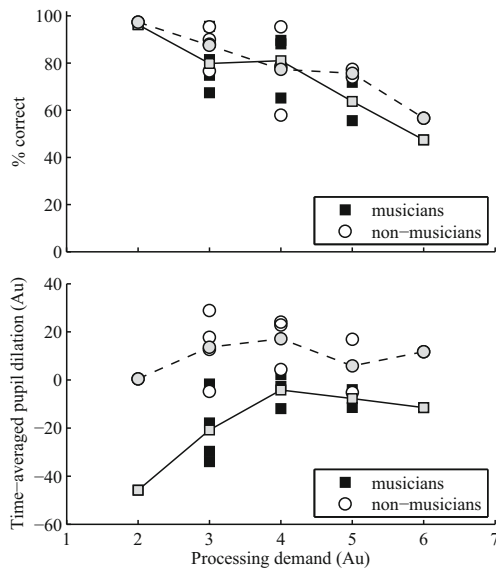 100
80
60
40
20
0
% correct
musicians
non−musicians
40
20
0
−20
−40
−60
Time−averaged pupil dilation (Au)
musicians
non−musicians
1 2 3 4 5 6 7
Processing demand (Au)